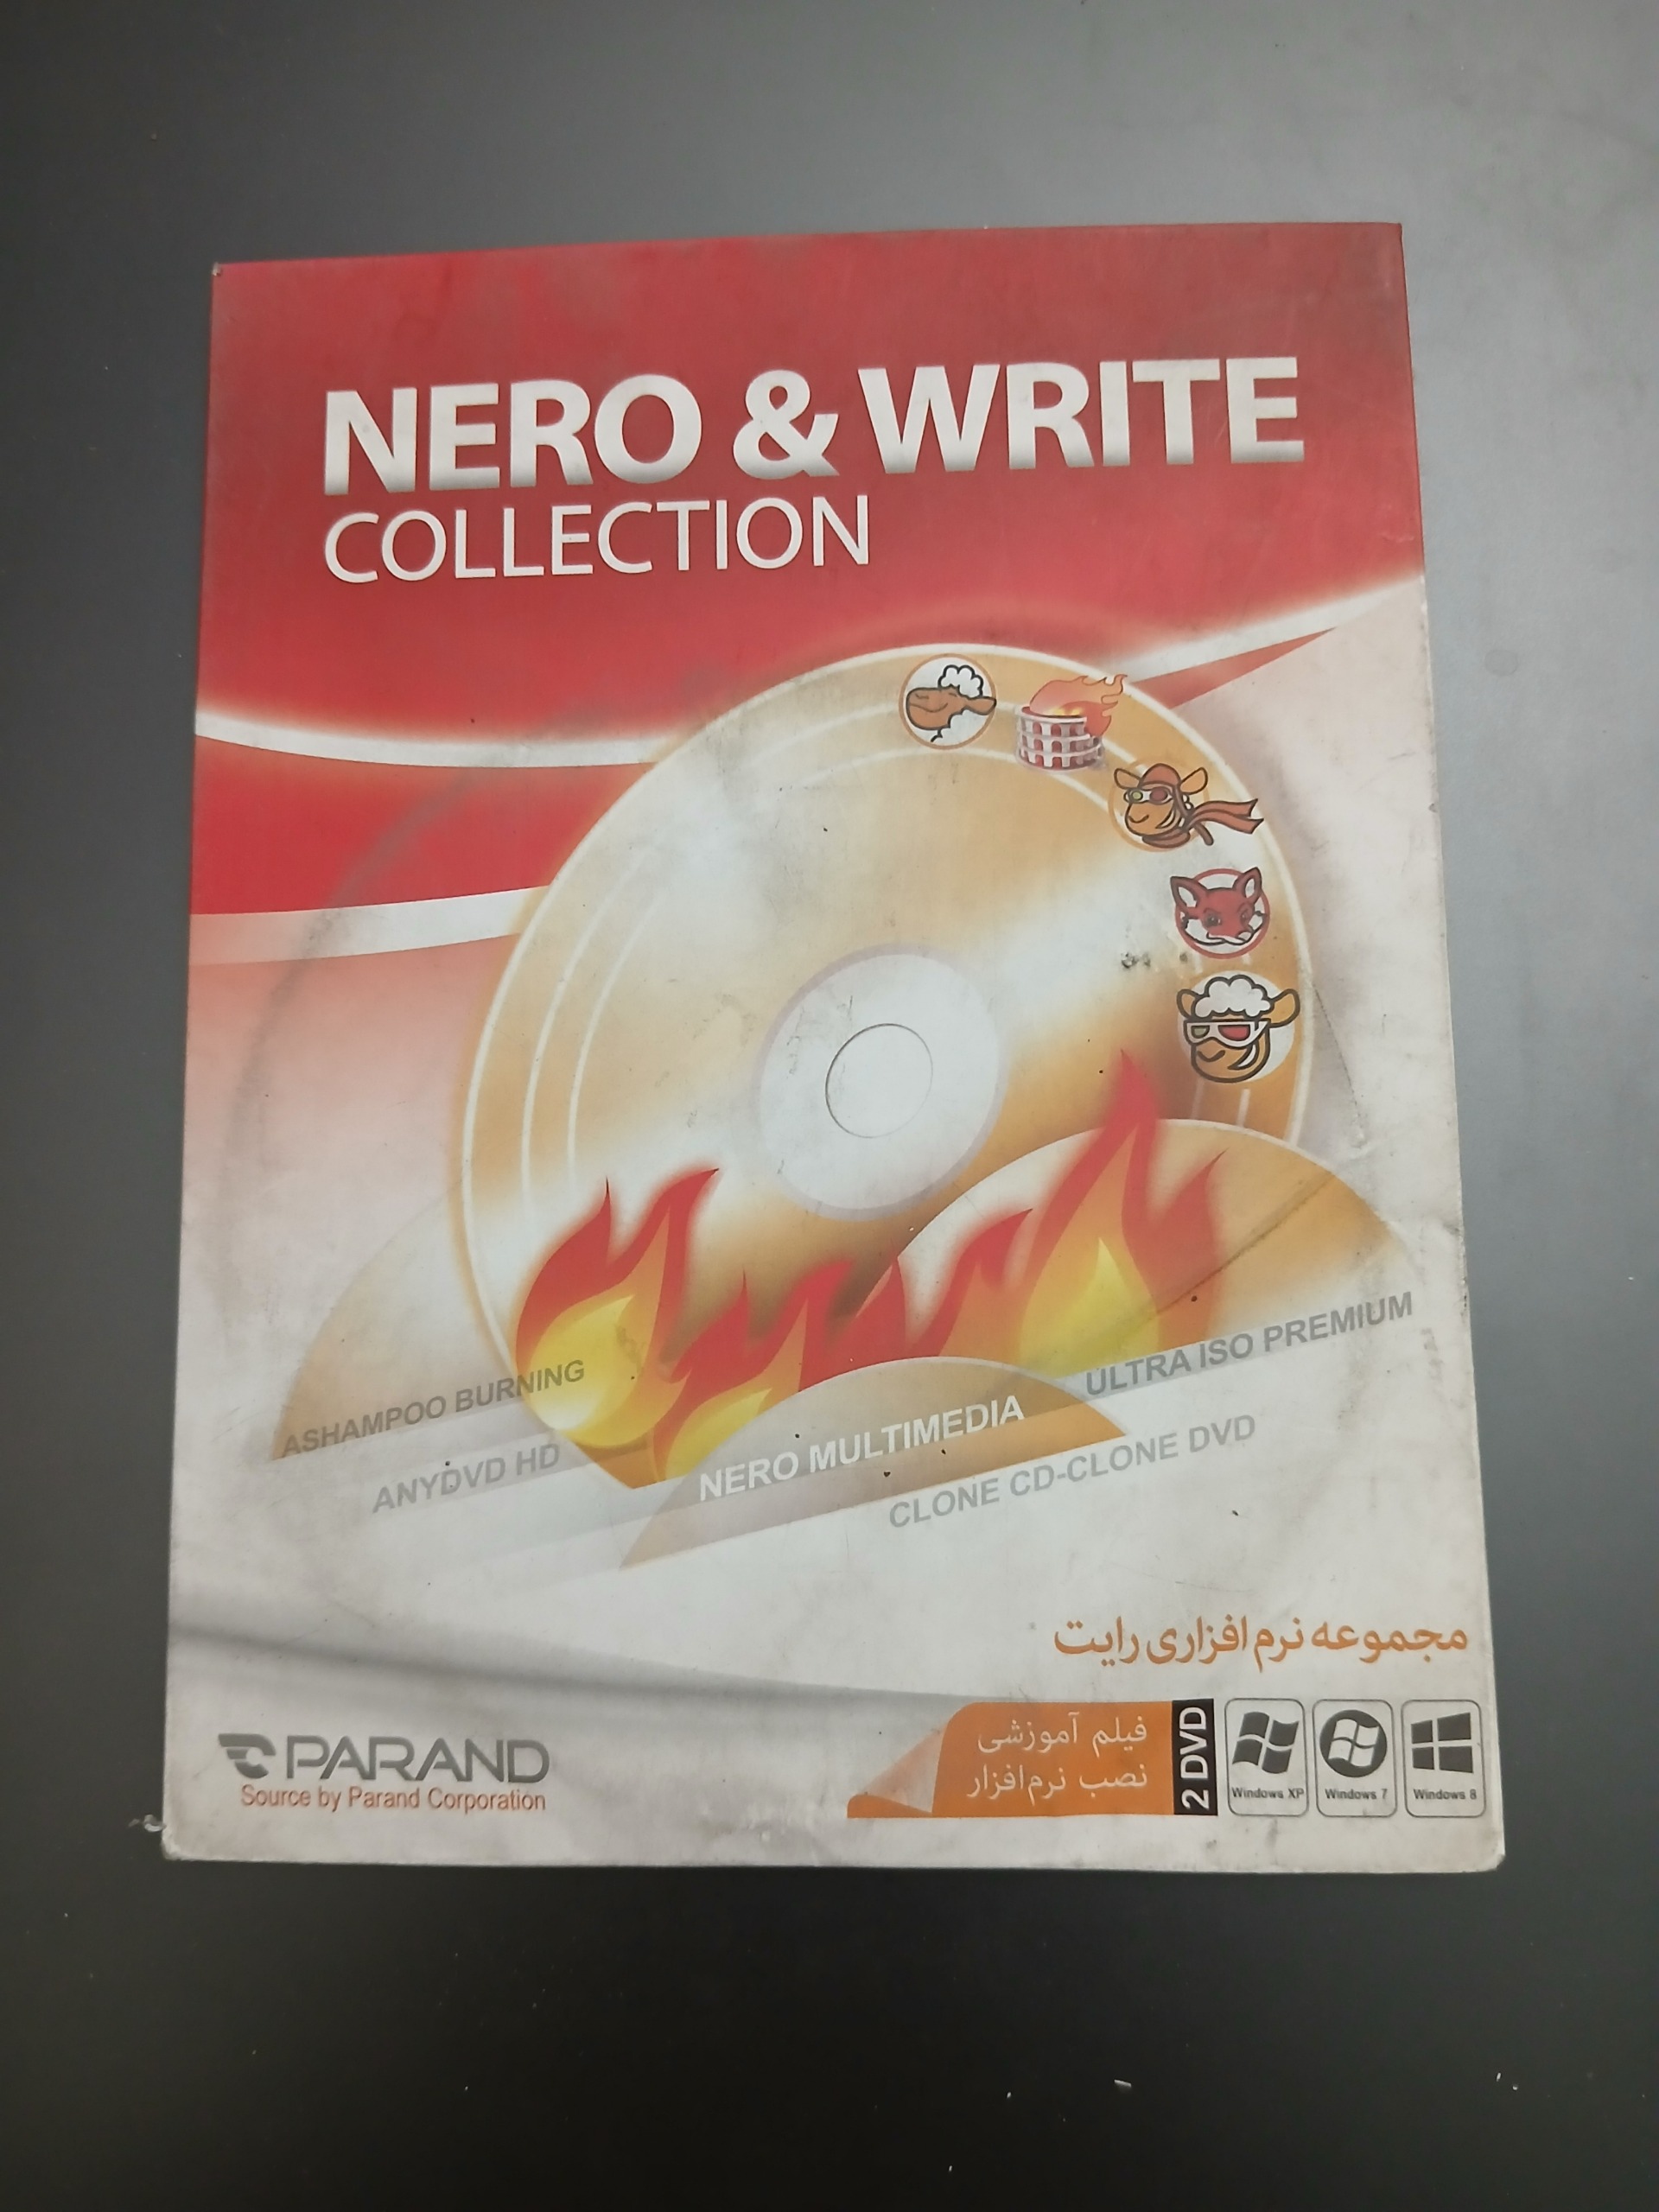 NERO & WRITE
COLLECTION
ASHAMPOO BURNING
ANYDVD HD
NERO MULTIMEDIA
ULTRA ISO PREMIUM
CLONE CD-CLONE DVD
مجموعه نرم افزاری رایت
PARAND
Source by Parand Corporation
فیلم آموزشی
نصب نرم‌افزار
2 DVD
Windows XP
Windows 7
Windows 8